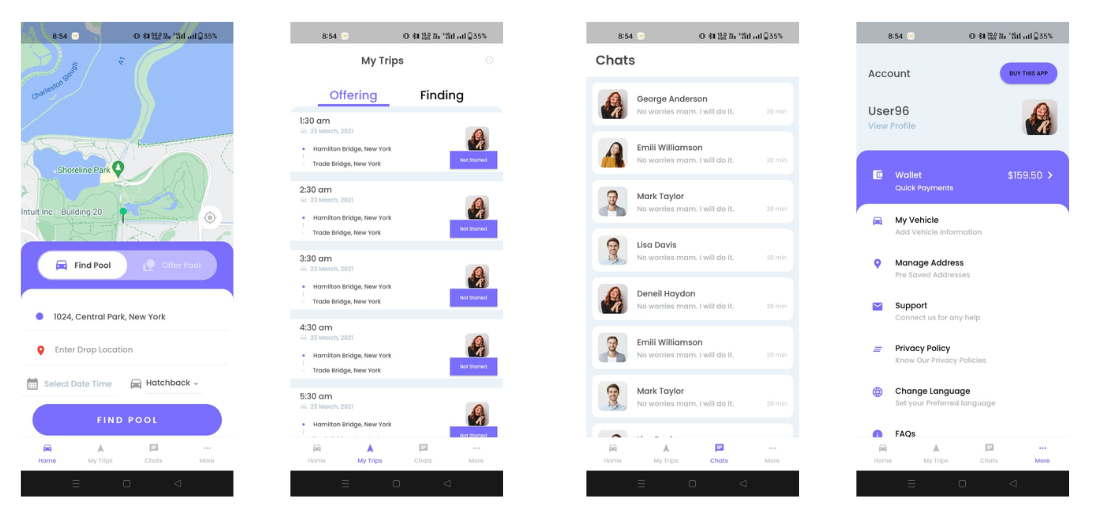 8:54
35%
Charleston Slough
A1
Shoreline Park
Intuit Inc. - Building 20
Find Pool
Offer Pool
1024, Central Park, New York
Enter Drop Location
Select Date Time
Hatchback
FIND POOL
Home
My Trips
Chats
More
8:54
35%
My Trips
Offering
Finding
1:30 am
23 March, 2021
Hamilton Bridge, New York
Trade Bridge, New York
Not Started
2:30 am
23 March, 2021
Hamilton Bridge, New York
Trade Bridge, New York
Not Started
3:30 am
23 March, 2021
Hamilton Bridge, New York
Trade Bridge, New York
Not Started
4:30 am
23 March, 2021
Hamilton Bridge, New York
Trade Bridge, New York
Not Started
5:30 am
23 March, 2021
Hamilton Bridge, New York
Not Started
Home
My Trips
Chats
More
8:54
35%
Chats
George Anderson
No worries mam. I will do it.
20 min
Emili Williamson
No worries mam. I will do it.
20 min
Mark Taylor
No worries mam. I will do it.
20 min
Lisa Davis
No worries mam. I will do it.
20 min
Deneil Haydon
No worries mam. I will do it.
20 min
Emili Williamson
No worries mam. I will do it.
20 min
Mark Taylor
No worries mam. I will do it.
20 min
Home
My Trips
Chats
More
8:54
35%
Account
BUY THIS APP
User96
View Profile
Wallet
Quick Payments
$159.50
My Vehicle
Add Vehicle Information
Manage Address
Pre Saved Addresses
Support
Connect us for any help
Privacy Policy
Know Our Privacy Policies
Change Language
Set your Preferred language
FAQs
Home
My Trips
Chats
More